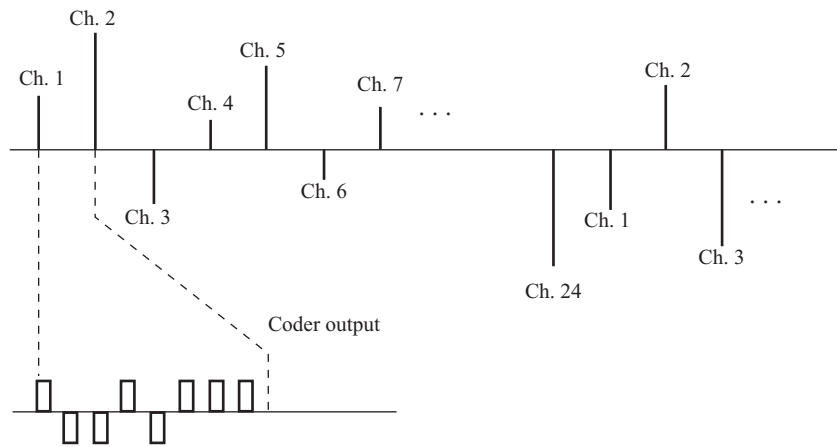 Ch. 1
Ch. 2
Ch. 3
Ch. 4
Ch. 5
Ch. 6
Ch. 7
. . .
Ch. 24
Ch. 1
Ch. 2
Ch. 3
. . .
Coder output